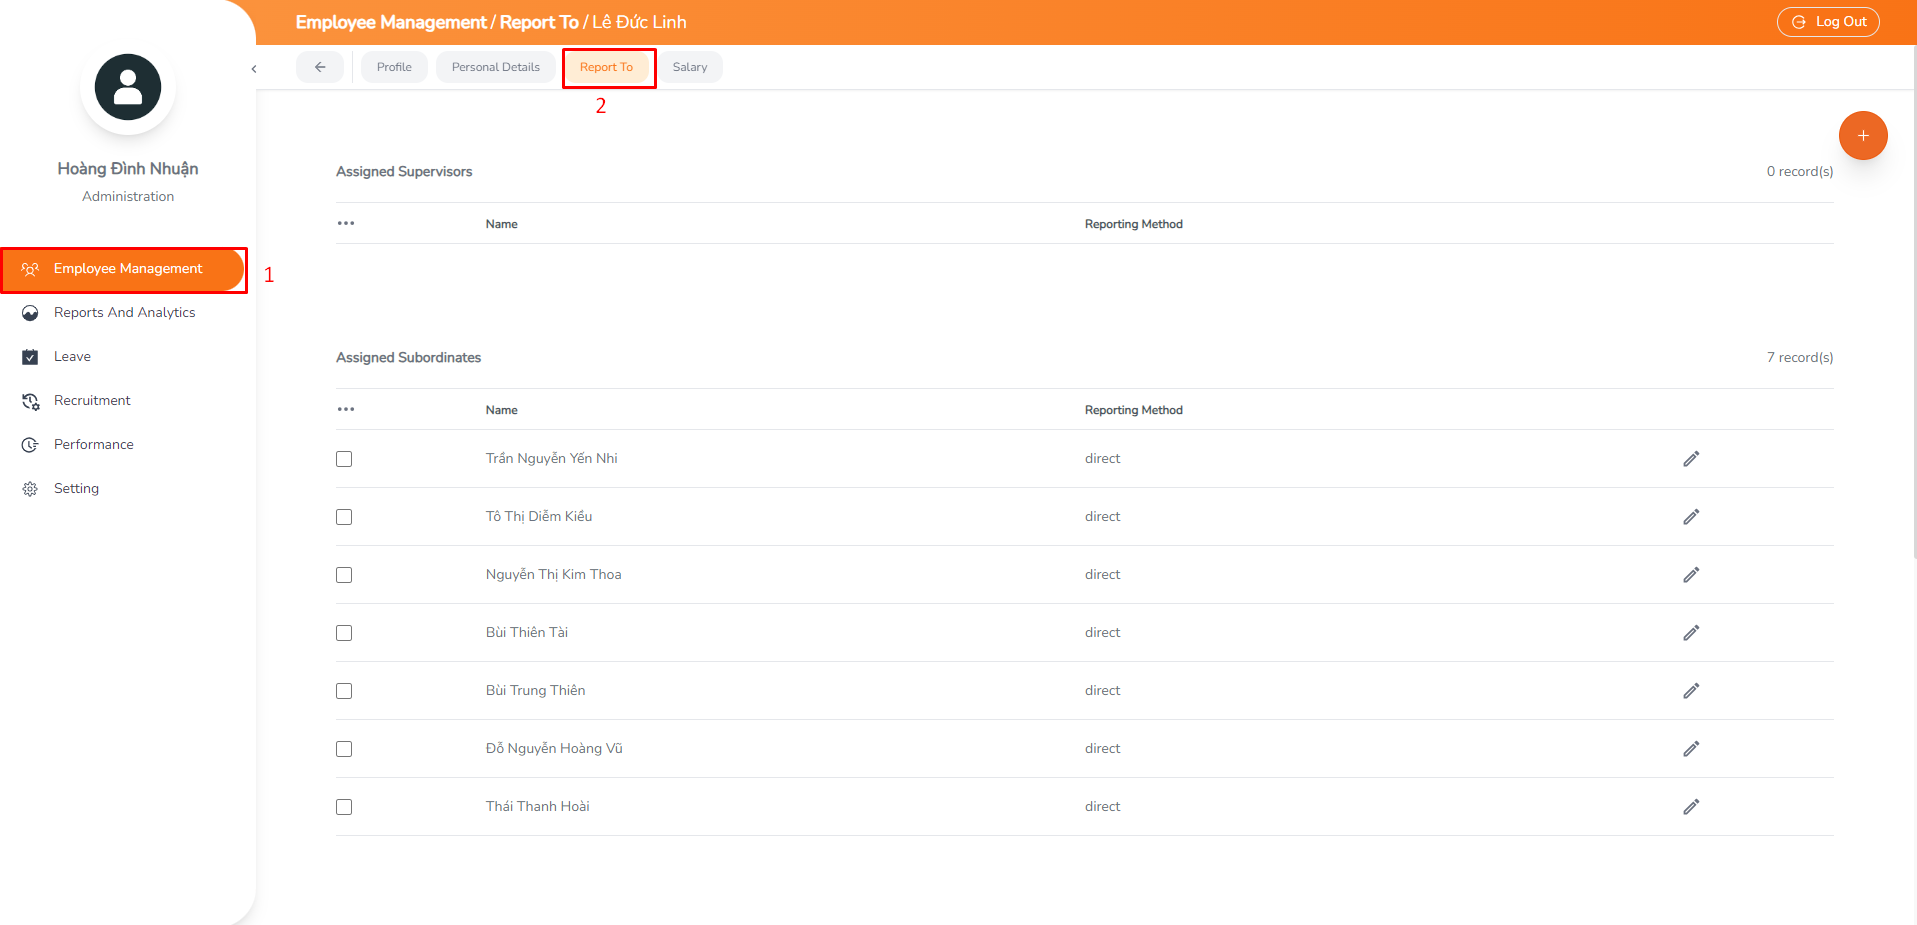 Employee Management / Report To / Lê Đức Linh
Log Out
Profile
Personal Details
Report To
Salary
2
Hoàng Đình Nhuận
Administration
Employee Management
1
Reports And Analytics
Leave
Recruitment
Performance
Setting
+
Assigned Supervisors
0 record(s)
••• Name Reporting Method
Assigned Subordinates
7 record(s)
••• Name Reporting Method
Trần Nguyễn Yến Nhi direct
Tô Thị Diễm Kiều direct
Nguyễn Thị Kim Thoa direct
Bùi Thiên Tài direct
Bùi Trung Thiên direct
Đỗ Nguyễn Hoàng Vũ direct
Thái Thanh Hoài direct